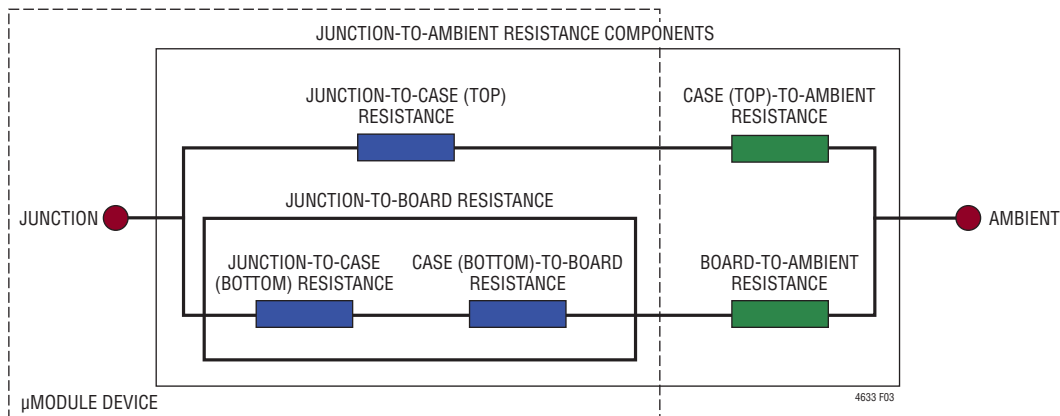 JUNCTION-TO-AMBIENT RESISTANCE COMPONENTS
JUNCTION-TO-CASE (TOP)
RESISTANCE
CASE (TOP)-TO-AMBIENT
RESISTANCE
JUNCTION
JUNCTION-TO-BOARD RESISTANCE
AMBIENT
JUNCTION-TO-CASE
(BOTTOM) RESISTANCE
CASE (BOTTOM)-TO-BOARD
RESISTANCE
BOARD-TO-AMBIENT
RESISTANCE
4633 F03
µMODULE DEVICE